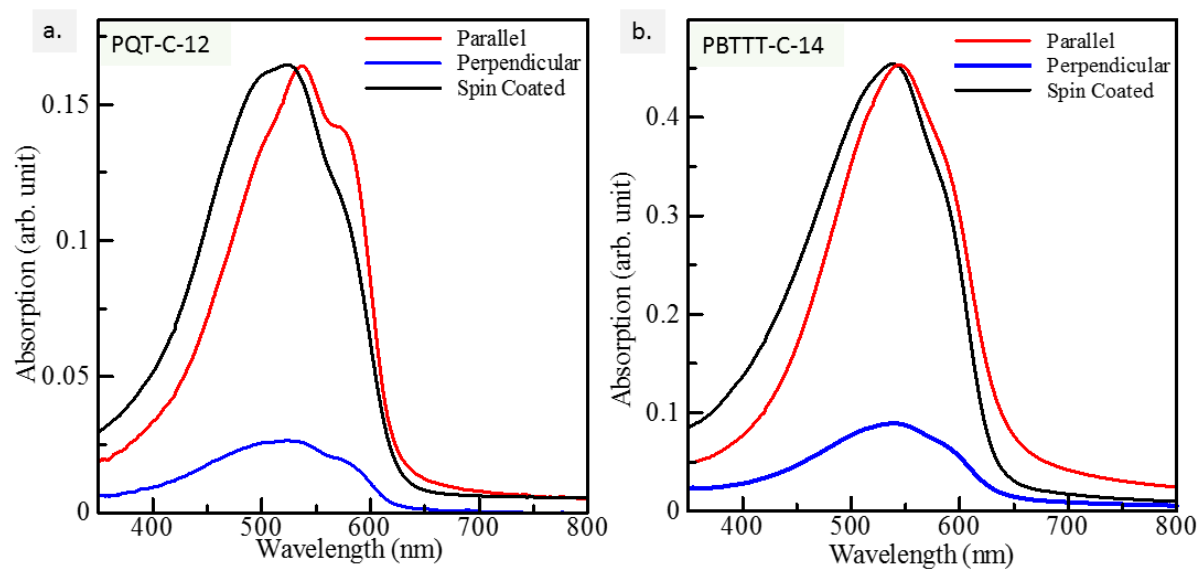 a.
PQT-C-12
Parallel
Perpendicular
Spin Coated
0.15
0.1
0.05
0
Absorption (arb. unit)
400 500 600 700 800
Wavelength (nm)
b.
PBTTT-C-14
Parallel
Perpendicular
Spin Coated
0.4
0.3
0.2
0.1
0
Absorption (arb. unit)
400 500 600 700 800
Wavelength (nm)